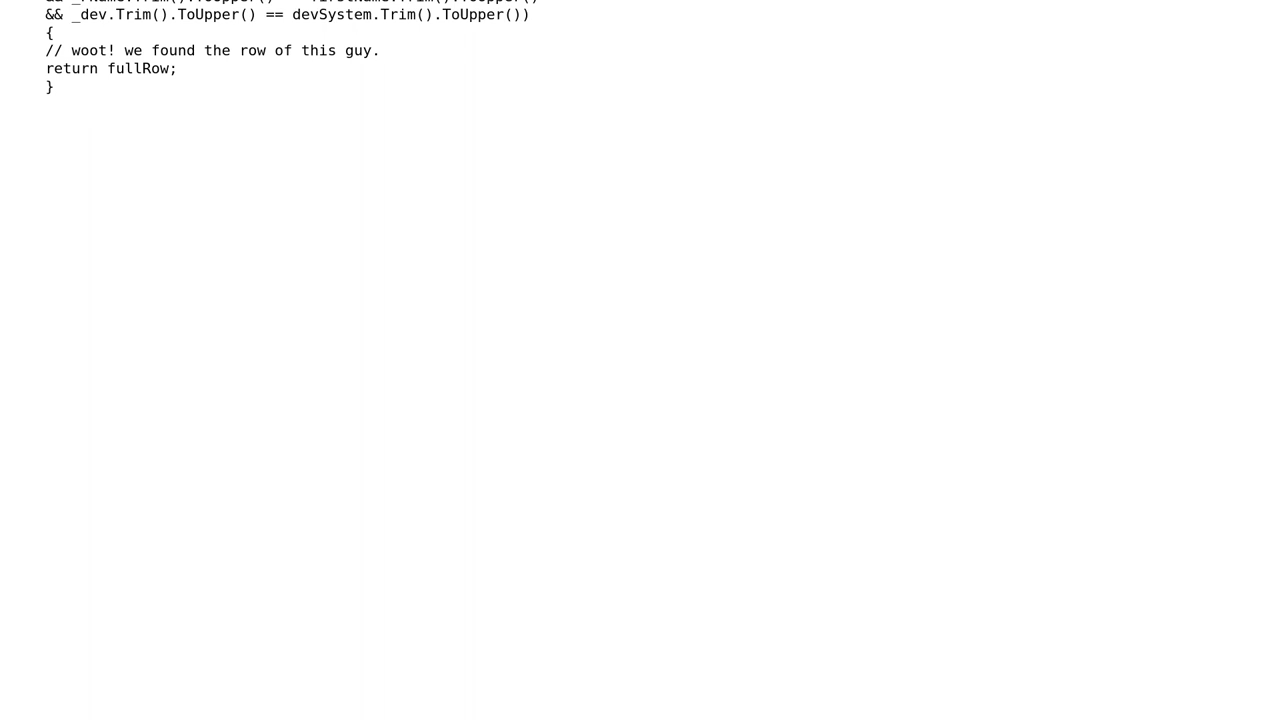 && _dev.Trim().ToUpper() == devSystem.Trim().ToUpper())
{
// woot! we found the row of this guy.
return fullRow;
}